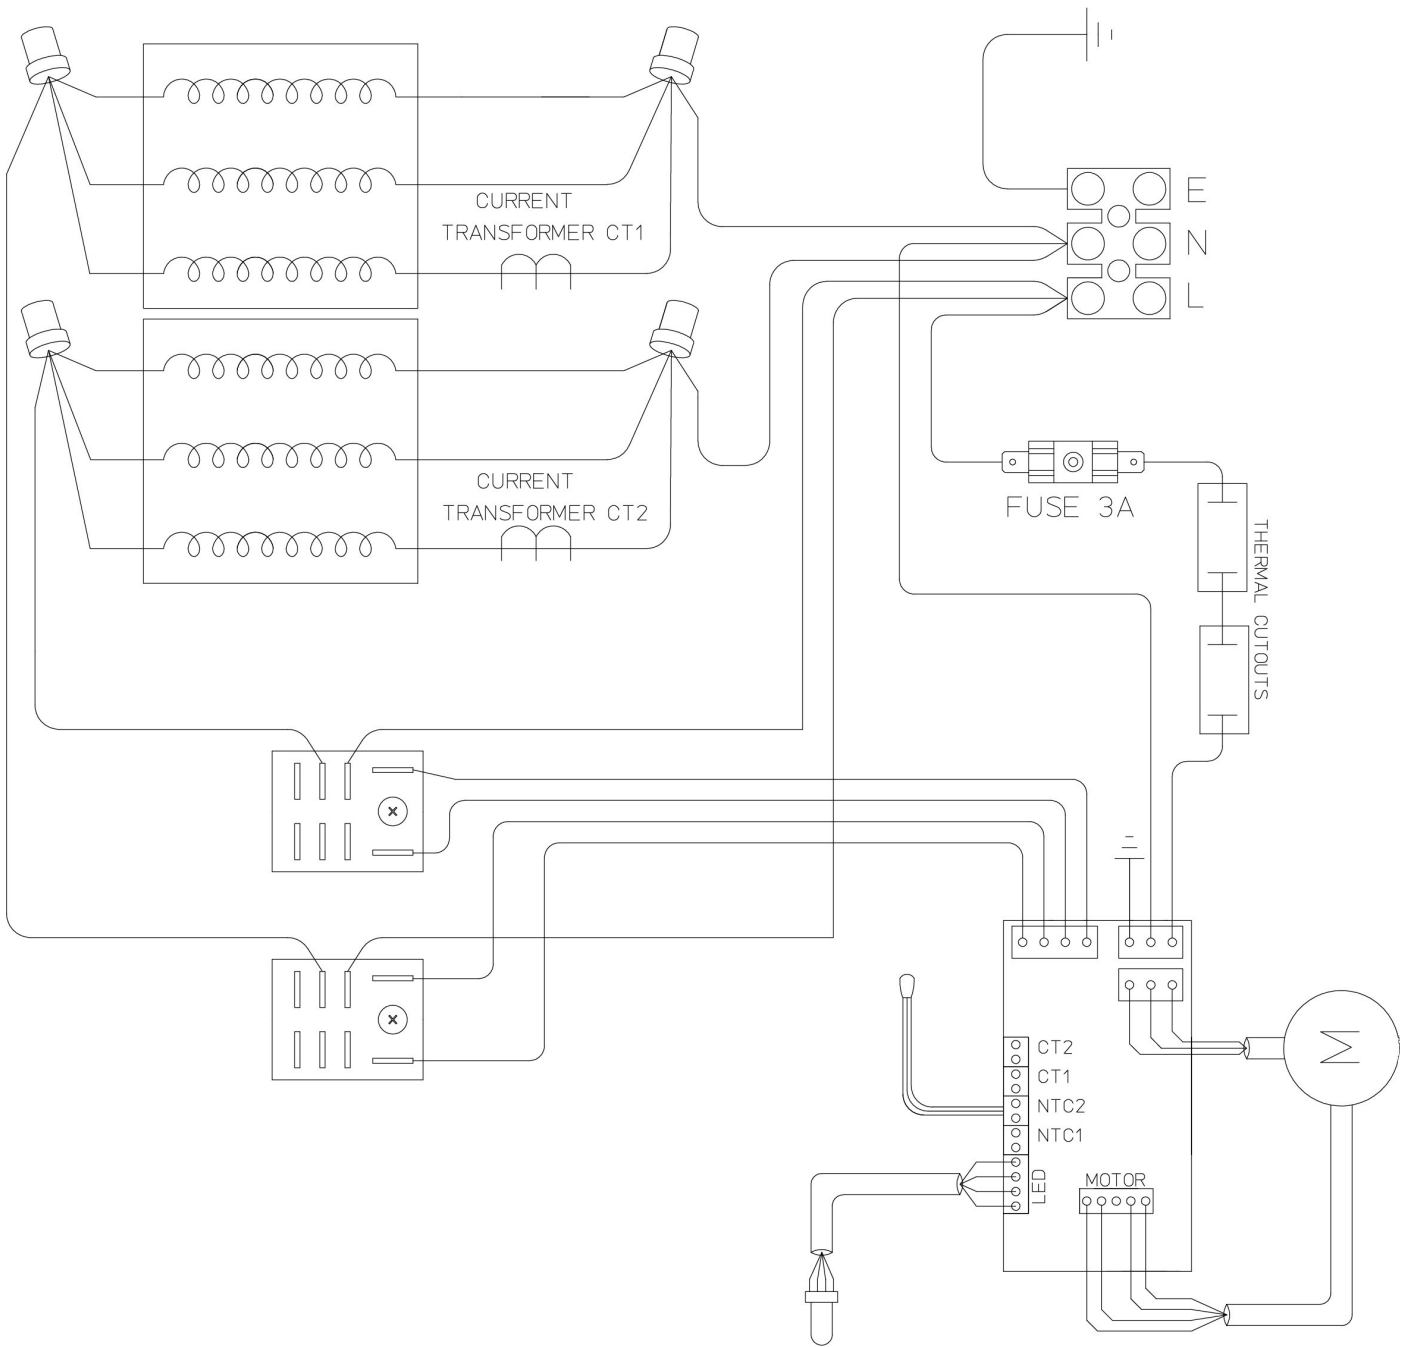 CURRENT
TRANSFORMER CT1
E
N
L
CURRENT
TRANSFORMER CT2
FUSE 3A
THERMAL CUTOUTS
CT2
CT1
NTC2
NTC1
LED
MOTOR
M